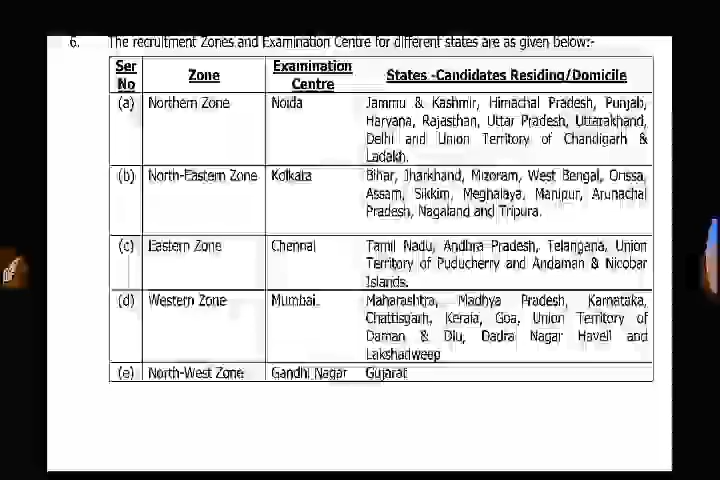 6. The recruitment Zones and Examination Centre for different states are as given below:-
Ser No Zone Examination Centre States -Candidates Residing/Domicile
(a) Northern Zone Noida Jammu & Kashmir, Himachal Pradesh, Punjab,
Haryana, Rajasthan, Uttar Pradesh, Uttarakhand,
Delhi and Union Territory of Chandigarh &
Ladakh.
(b) North-Eastern Zone Kolkata Bihar, Jharkhand, Mizoram, West Bengal, Orissa,
Assam, Sikkim, Meghalaya, Manipur, Arunachal
Pradesh, Nagaland and Tripura.
(c) Eastern Zone Chennai Tamil Nadu, Andhra Pradesh, Telangana, Union
Territory of Puducherry and Andaman & Nicobar
Islands.
(d) Western Zone Mumbai Maharashtra, Madhya Pradesh, Karnataka,
Chattisgarh, Kerala, Goa, Union Territory of
Daman & Diu, Dadra Nagar Haveli and
Lakshadweep
(e) North-West Zone Gandhi Nagar Gujarat